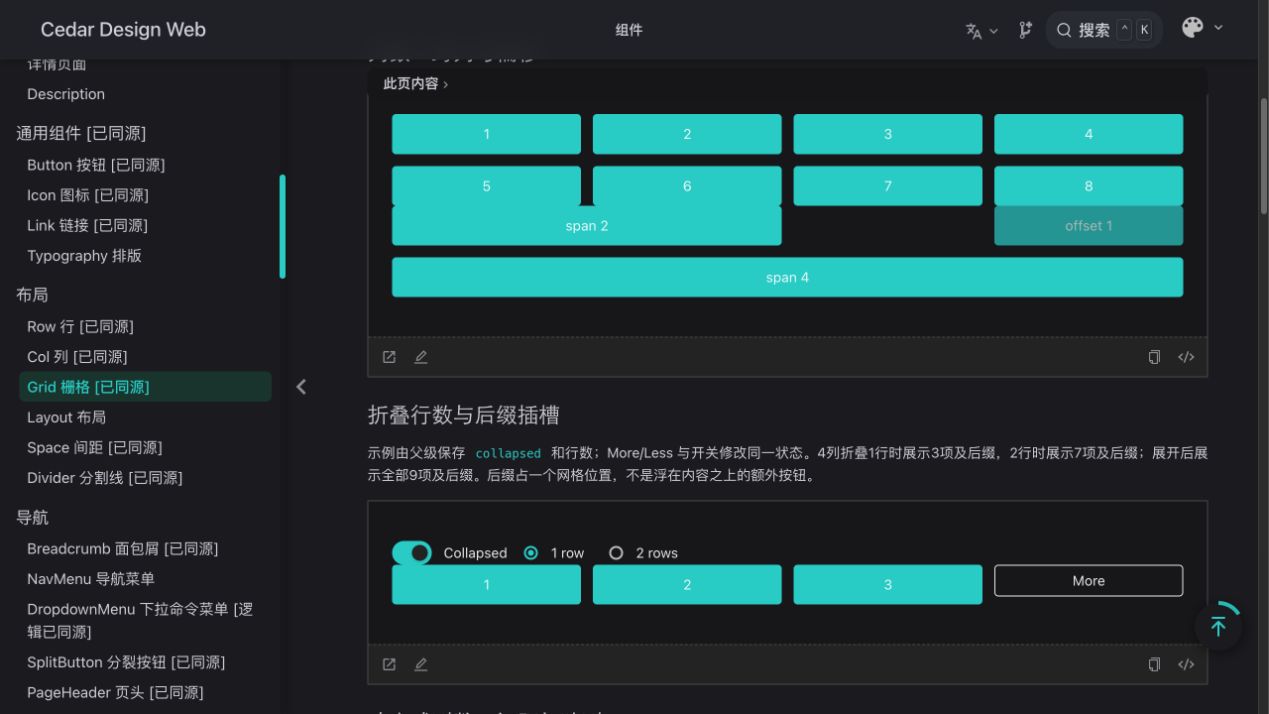 Cedar Design Web
组件
搜索
^
K
详情页面
Description
通用组件 [已同源]
Button 按钮 [已同源]
Icon 图标 [已同源]
Link 链接 [已同源]
Typography 排版
布局
Row 行 [已同源]
Col 列 [已同源]
Grid 栅格 [已同源]
Layout 布局
Space 间距 [已同源]
Divider 分割线 [已同源]
导航
Breadcrumb 面包屑 [已同源]
NavMenu 导航菜单
DropdownMenu 下拉命令菜单 [逻
辑已同源]
SplitButton 分裂按钮 [已同源]
PageHeader 页头 [已同源]
此页内容
1 2 3 4
5 6 7 8
span 2 offset 1
span 4
折叠行数与后缀插槽
示例由父级保存 collapsed 和行数；More/Less 与开关修改同一状态。4列折叠1行时展示3项及后缀，2行时展示7项及后缀；展开后展
示全部9项及后缀。后缀占一个网格位置，不是浮在内容之上的额外按钮。
Collapsed 1 row 2 rows
1 2 3 More